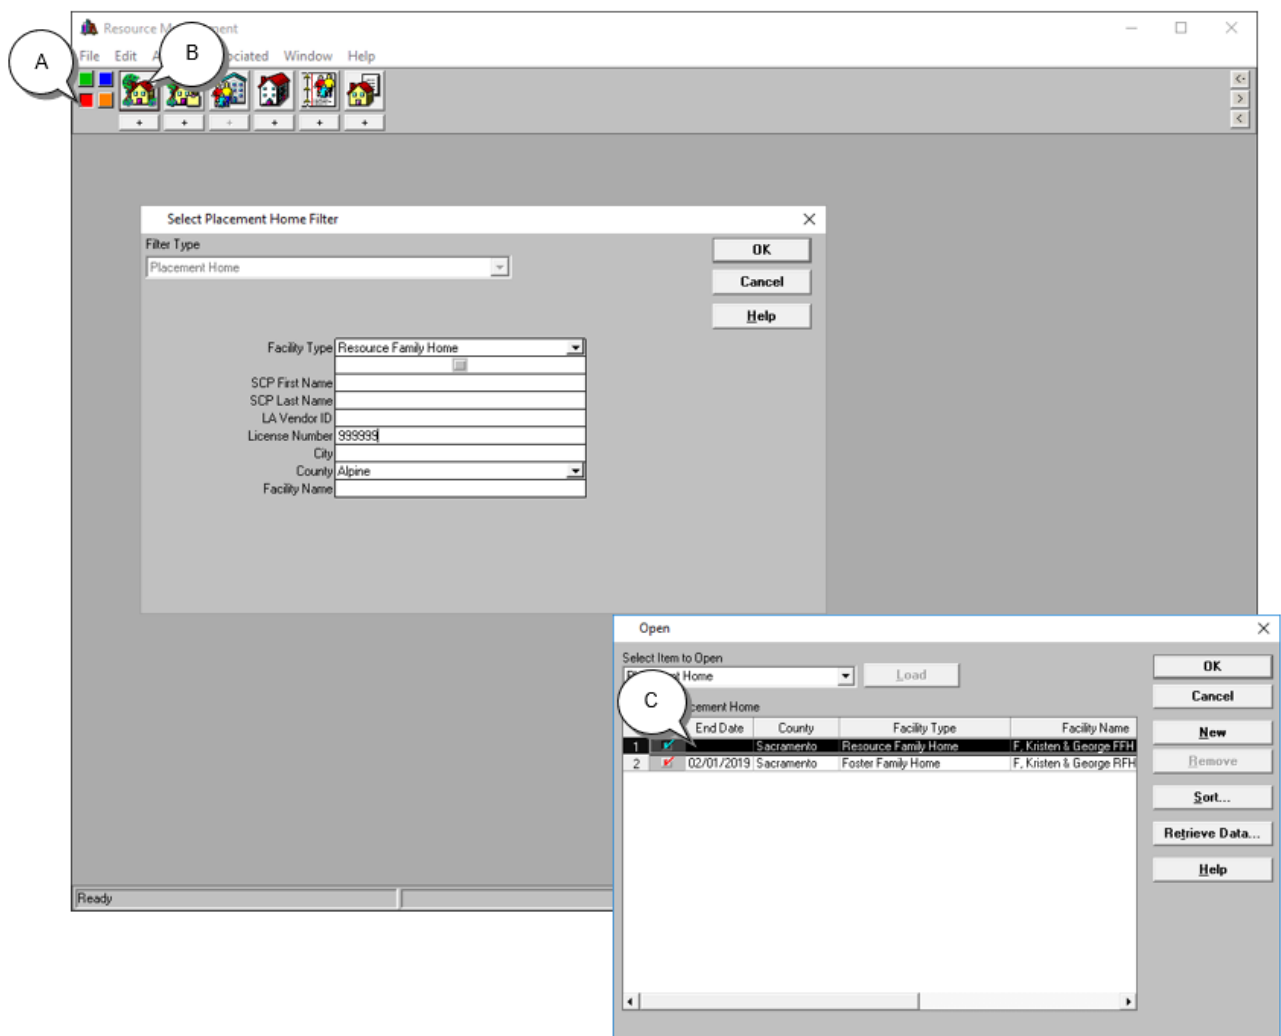 Resource M ment
A
B
File Edit A ociated Window Help
+ + + + + +
Select Placement Home Filter
Filter Type
Placement Home
OK
Cancel
Help
Facility Type Resource Family Home
SCP First Name
SCP Last Name
LA Vendor ID
License Number 999999
City
County Alpine
Facility Name
Open
Select Item to Open
Home
Load
OK
Cancel
C
cement Home
End Date County Facility Type Facility Name
1 Sacramento Resource Family Home F, Kristen & George FFH
2 02/01/2019 Sacramento Foster Family Home F, Kristen & George RFH
New
Remove
Sort...
Retrieve Data...
Help
Ready